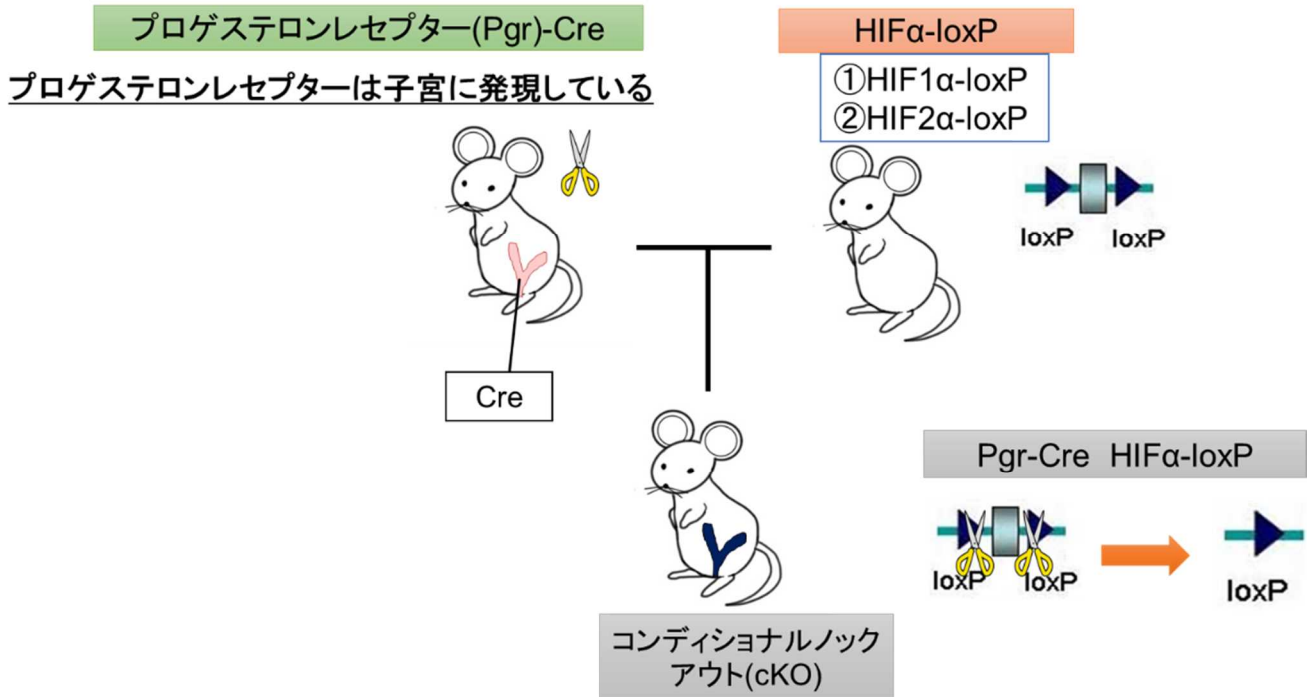 プロゲステロンレセプター(Pgr)-Cre
HIFα-loxP
プロゲステロンレセプターは子宮に発現している
①HIF1α-loxP
②HIF2α-loxP
loxP loxP
Cre
Pgr-Cre HIFα-loxP
loxP loxP
loxP
コンディショナルノック
アウト(cKO)